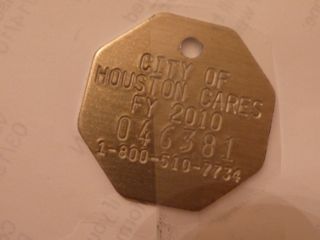 CITY OF
HOUSTON CARES
FY 2010
046381
1-800-510-7734